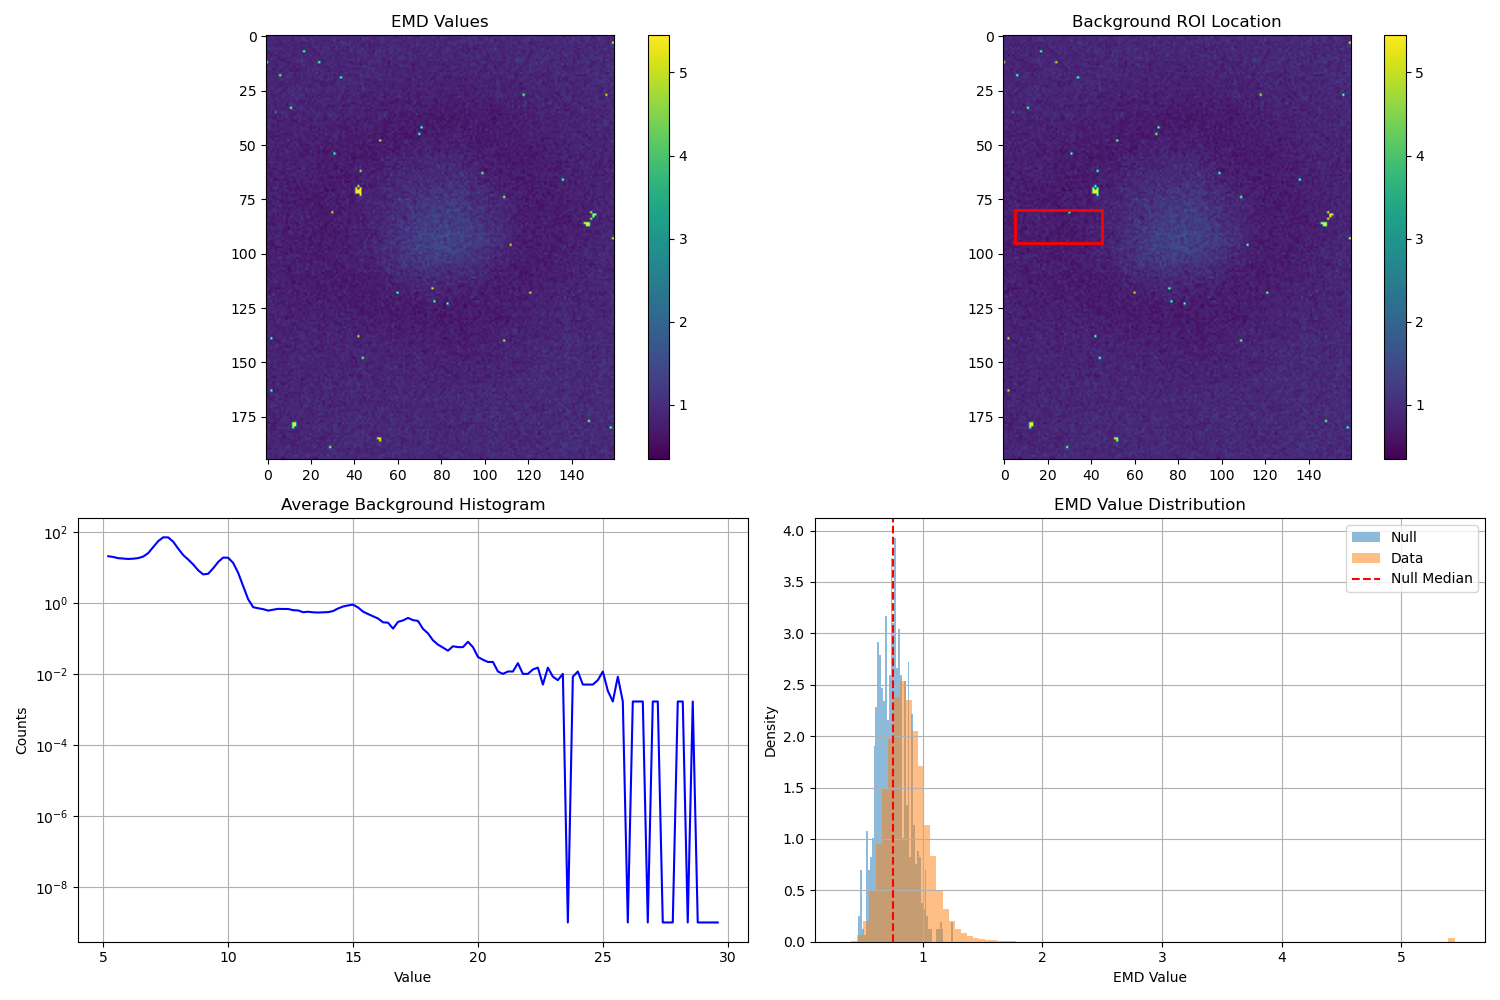 EMD Values
0
25
50
75
100
125
150
175
0 20 40 60 80 100 120 140
5
4
3
2
1
Background ROI Location
0
25
50
75
100
125
150
175
0 20 40 60 80 100 120 140
5
4
3
2
1
Average Background Histogram
Counts
10²
10⁰
10⁻²
10⁻⁴
10⁻⁶
10⁻⁸
5 10 15 20 25 30
Value
EMD Value Distribution
Density
4.0
3.5
3.0
2.5
2.0
1.5
1.0
0.5
0.0
Null
Data
Null Median
1 2 3 4 5
EMD Value